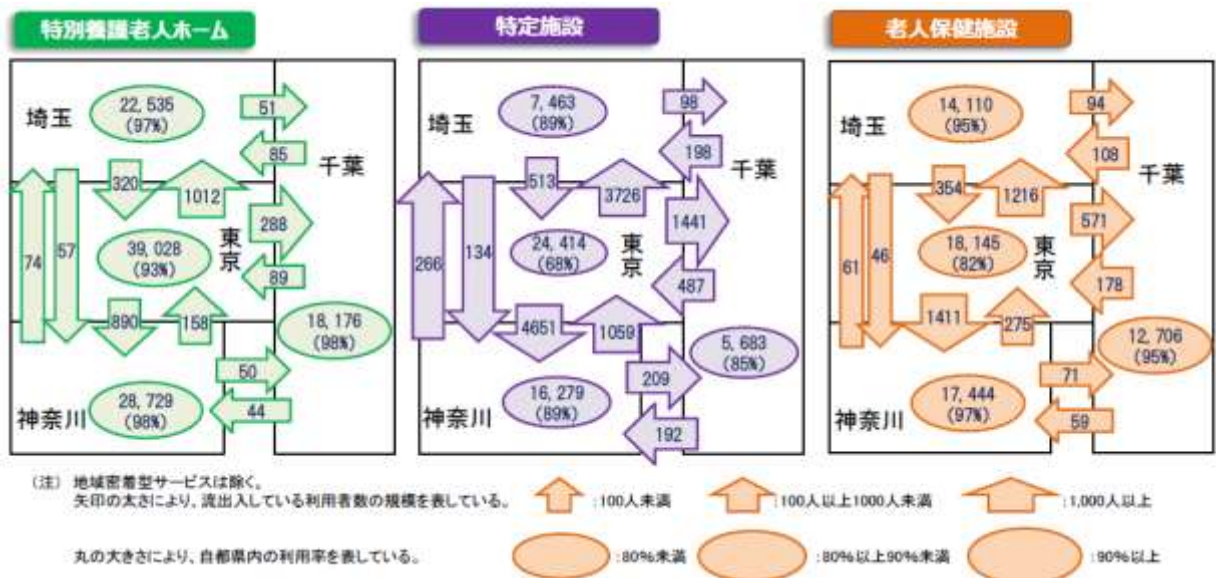 特別養護老人ホーム
埼玉
22,535
(97%)
51
85
千葉
320
1012
288
東京
39,028
(93%)
74
57
89
890
158
18,176
(98%)
50
神奈川
28,729
(98%)
44
特定施設
埼玉
7,463
(89%)
98
198
千葉
513
3726
1441
東京
24,414
(68%)
266
134
487
4651
1059
5,683
(85%)
209
神奈川
16,279
(89%)
192
老人保健施設
埼玉
14,110
(95%)
94
108
千葉
354
1216
571
東京
18,145
(82%)
61
46
178
1411
275
12,706
(95%)
71
神奈川
17,444
(97%)
59
(注) 地域密着型サービスは除く。
矢印の太さにより、流出入している利用者数の規模を表している。
:100人未満
:100人以上1000人未満
:1,000人以上
丸の大きさにより、自都県内の利用率を表している。
:80%未満
:80%以上90%未満
:90%以上